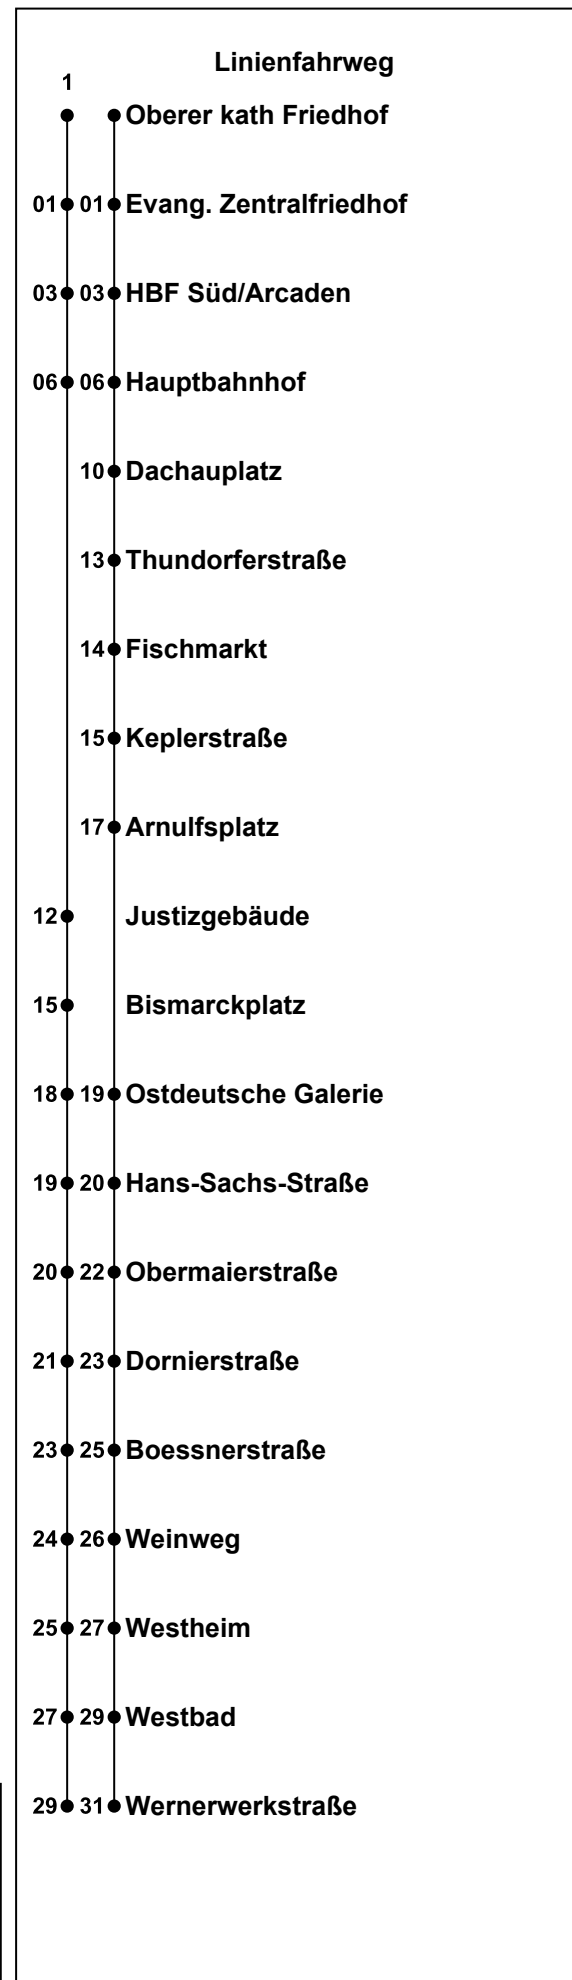 Linienfahrweg
1
Oberer kath Friedhof
01 01 Evang. Zentralfriedhof
03 03 HBF Süd/Arcaden
06 06 Hauptbahnhof
10 Dachauplatz
13 Thundorferstraße
14 Fischmarkt
15 Keplerstraße
17 Arnulfsplatz
12 Justizgebäude
15 Bismarckplatz
18 19 Ostdeutsche Galerie
19 20 Hans-Sachs-Straße
20 22 Obermaierstraße
21 23 Dornierstraße
23 25 Boessnerstraße
24 26 Weinweg
25 27 Westheim
27 29 Westbad
29 31 Wernerwerkstraße